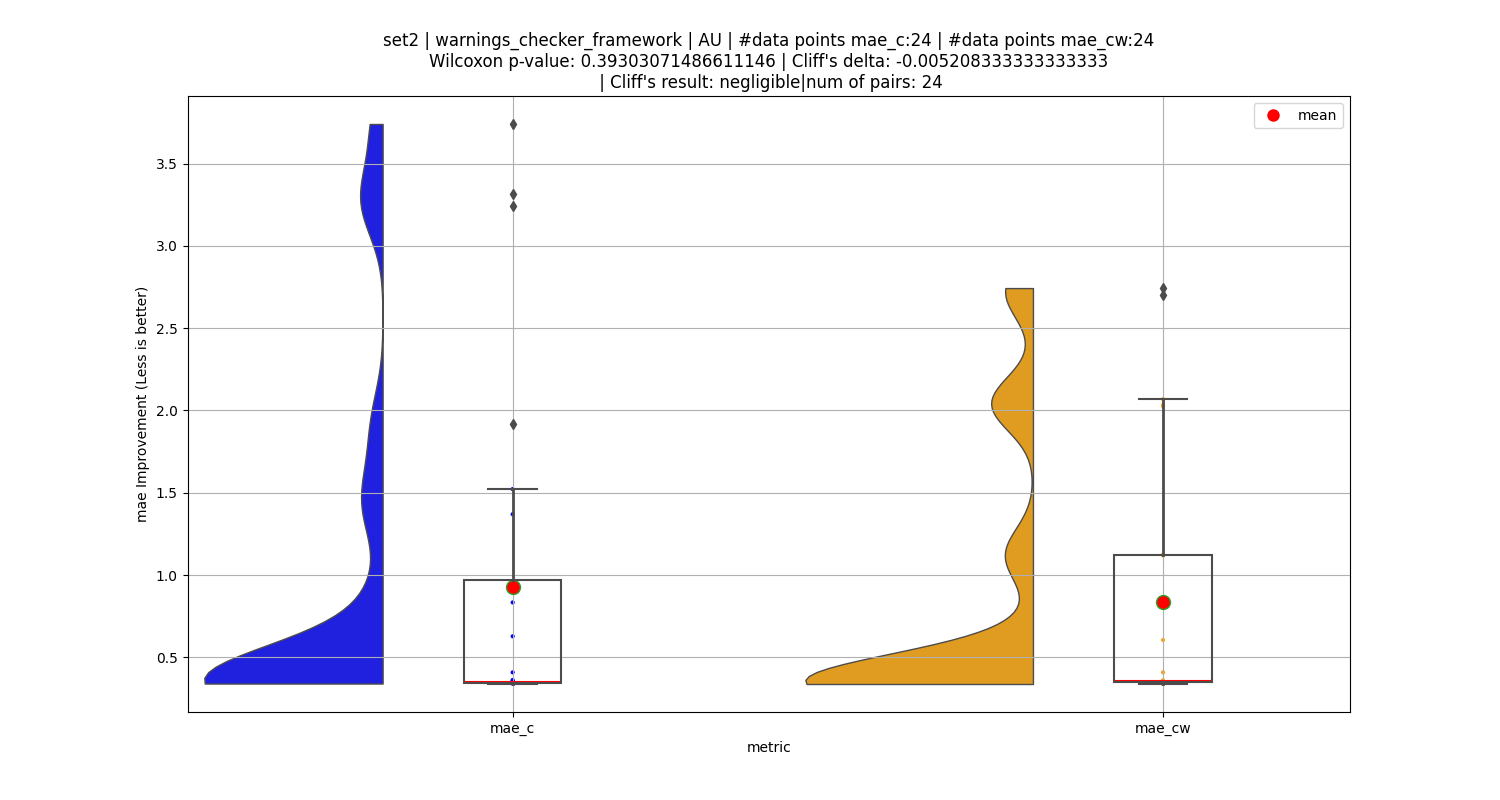 set2 | warnings_checker_framework | AU | #data points mae_c:24 | #data points mae_cw:24
Wilcoxon p-value: 0.39303071486611146 | Cliff's delta: -0.005208333333333333
| Cliff's result: negligible|num of pairs: 24
mean
3.5
3.0
2.5
2.0
1.5
1.0
0.5
mae Improvement (Less is better)
mae_c
mae_cw
metric